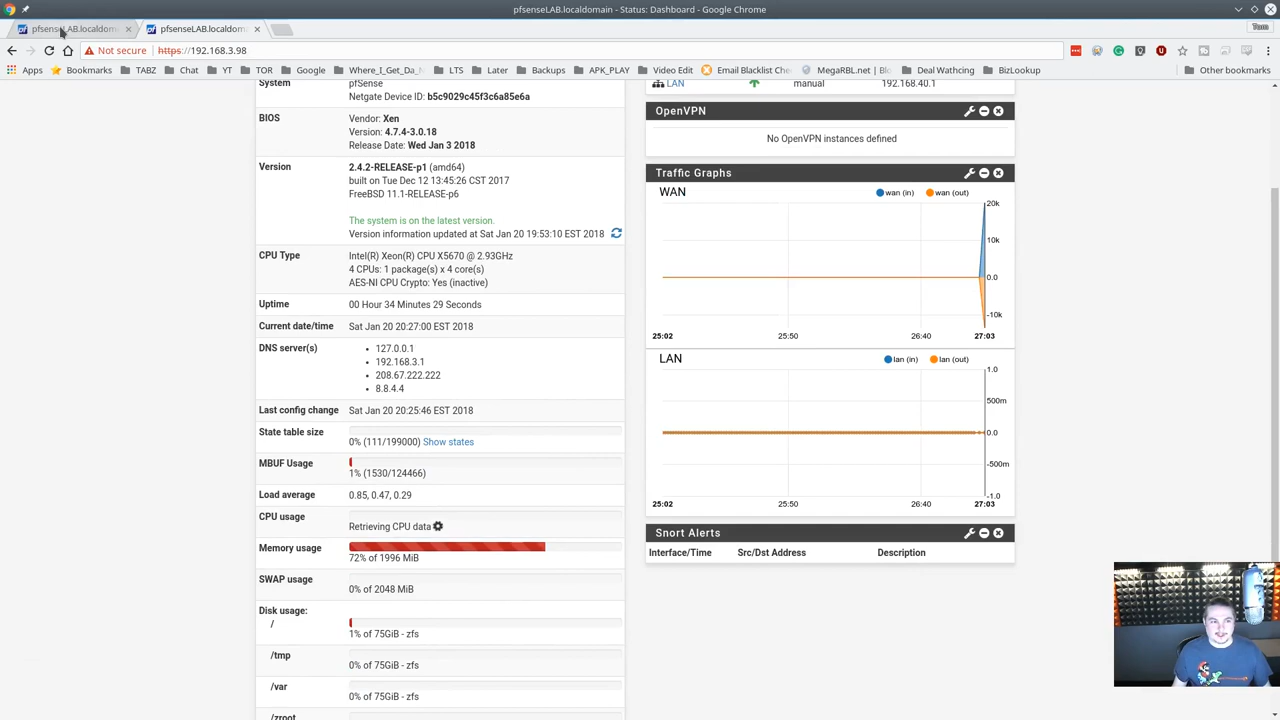 pfsenseLAB.localdomain - Status: Dashboard - Google Chrome
pfsenseLAB.localdom
pfsenseLAB.localdom
Tom
Not secure https://192.168.3.98
Apps Bookmarks TABZ Chat YT TOR Google Where_I_Get_Da_ LTS Later Backups APK_PLAY Video Edit Email Blacklist Che MegaRBL.net | Blo Deal Wathcing BizLookup Other bookmarks
System pfSense
Netgate Device ID: b5c9029c45f3c6a85e6a
BIOS Vendor: Xen
Version: 4.7.4-3.0.18
Release Date: Wed Jan 3 2018
Version 2.4.2-RELEASE-p1 (amd64)
built on Tue Dec 12 13:45:26 CST 2017
FreeBSD 11.1-RELEASE-p6
The system is on the latest version.
Version information updated at Sat Jan 20 19:53:10 EST 2018
CPU Type Intel(R) Xeon(R) CPU X5670 @ 2.93GHz
4 CPUs: 1 package(s) x 4 core(s)
AES-NI CPU Crypto: Yes (inactive)
Uptime 00 Hour 34 Minutes 29 Seconds
Current date/time Sat Jan 20 20:27:00 EST 2018
DNS server(s) • 127.0.0.1
• 192.168.3.1
• 208.67.222.222
• 8.8.4.4
Last config change Sat Jan 20 20:25:46 EST 2018
State table size
0% (111/199000) Show states
MBUF Usage
1% (1530/124466)
Load average 0.85, 0.47, 0.29
CPU usage
Retrieving CPU data
Memory usage
72% of 1996 MiB
SWAP usage
0% of 2048 MiB
Disk usage:
/
1% of 75GiB - zfs
/tmp
0% of 75GiB - zfs
/var
0% of 75GiB - zfs
/zroot
LAN manual 192.168.40.1
OpenVPN
No OpenVPN instances defined
Traffic Graphs
WAN wan (in) wan (out)
20k
10k
0.0
-10k
25:02 25:50 26:40 27:03
LAN lan (in) lan (out)
1.0
500m
0.0
-500m
-1.0
25:02 25:50 26:40 27:03
Snort Alerts
Interface/Time Src/Dst Address Description